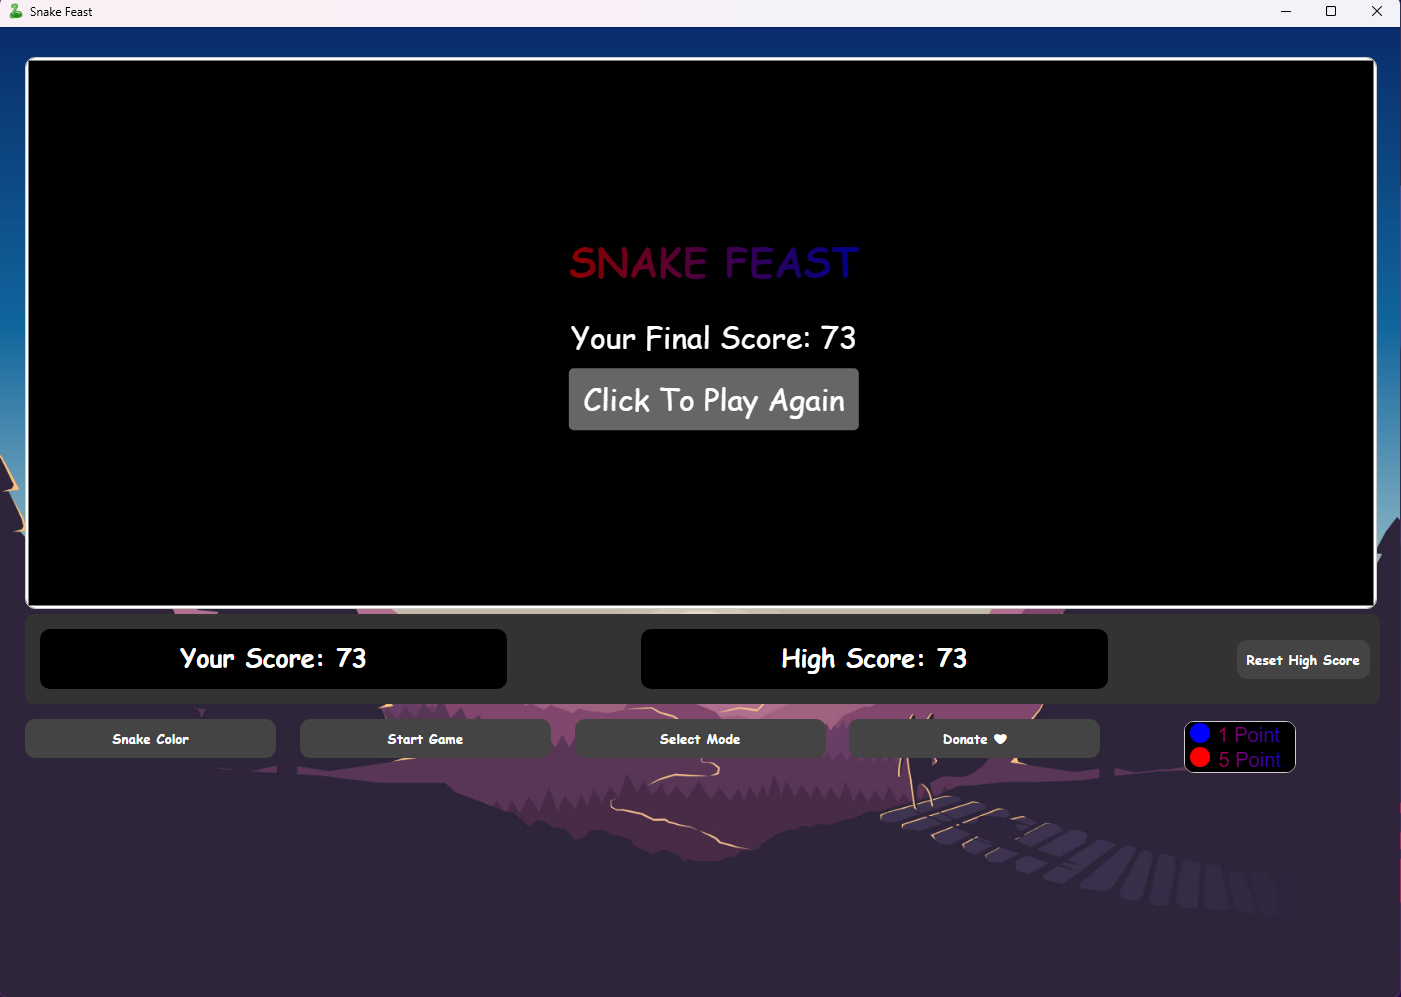 Snake Feast
SNAKE FEAST
Your Final Score: 73
Click To Play Again
Your Score: 73
High Score: 73
Reset High Score
Snake Color
Start Game
Select Mode
Donate 🤍
1 Point
5 Point